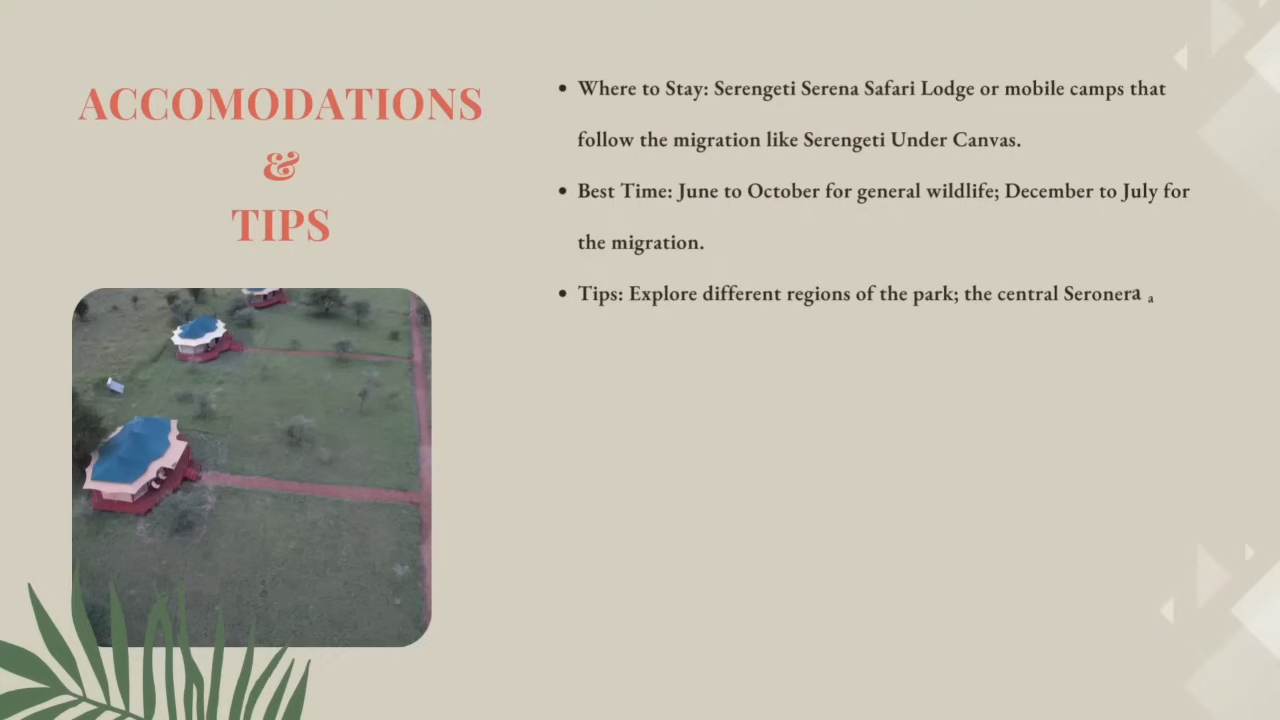 ACCOMODATIONS
&
TIPS
• Where to Stay: Serengeti Serena Safari Lodge or mobile camps that
follow the migration like Serengeti Under Canvas.
• Best Time: June to October for general wildlife; December to July for
the migration.
• Tips: Explore different regions of the park; the central Seronera a